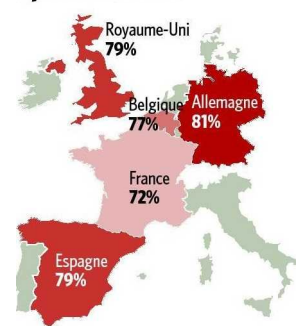 Royaume-Uni
79%
Belgique
77%
Allemagne
81%
France
72%
Espagne
79%